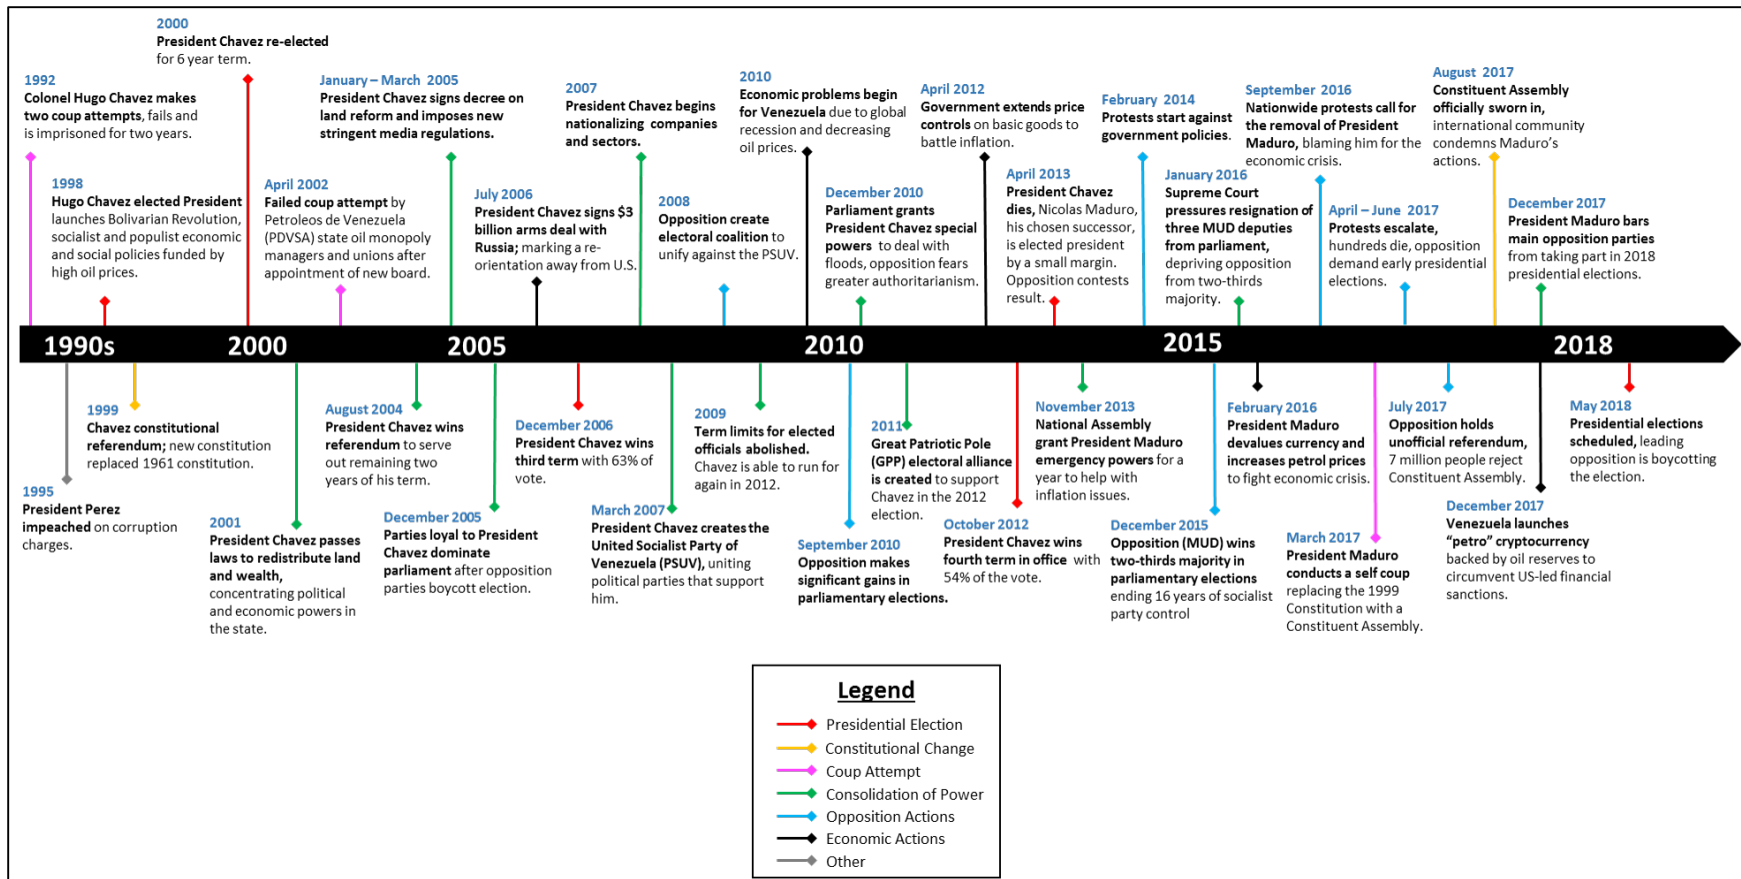 2000
President Chavez re-elected
for 6 year term.
1992
Colonel Hugo Chavez makes
two coup attempts, fails and
is imprisoned for two years.
January – March 2005
President Chavez signs decree on
land reform and imposes new
stringent media regulations.
2007
President Chavez begins
nationalizing companies
and sectors.
2010
Economic problems begin
for Venezuela due to global
recession and decreasing
oil prices.
April 2012
Government extends price
controls on basic goods to
battle inflation.
February 2014
Protests start against
government policies.
September 2016
Nationwide protests call for
the removal of President
Maduro, blaming him for the
economic crisis.
August 2017
Constituent Assembly
officially sworn in,
international community
condemns Maduro's
actions.
1998
Hugo Chavez elected President
launches Bolivarian Revolution,
socialist and populist economic
and social policies funded by
high oil prices.
April 2002
Failed coup attempt by
Petroleos de Venezuela
(PDVSA) state oil monopoly
managers and unions after
appointment of new board.
July 2006
President Chavez signs $3
billion arms deal with
Russia; marking a re-
orientation away from U.S.
2008
Opposition create
electoral coalition to
unify against the PSUV.
December 2010
Parliament grants
President Chavez special
powers to deal with
floods, opposition fears
greater authoritarianism.
April 2013
President Chavez
dies, Nicolas Maduro,
his chosen successor,
is elected president
by a small margin.
Opposition contests
result.
January 2016
Supreme Court
pressures resignation of
three MUD deputies
from parliament,
depriving opposition
from two-thirds
majority.
April – June 2017
Protests escalate,
hundreds die, opposition
demand early presidential
elections.
December 2017
President Maduro bars
main opposition parties
from taking part in 2018
presidential elections.
1990s 2000 2005 2010 2015 2018
1995
President Perez
impeached on corruption
charges.
1999
Chavez constitutional
referendum; new constitution
replaced 1961 constitution.
2001
President Chavez passes
laws to redistribute land
and wealth,
concentrating political
and economic powers in
the state.
August 2004
President Chavez wins
referendum to serve
out remaining two
years of his term.
December 2005
Parties loyal to President
Chavez dominate
parliament after opposition
parties boycott election.
December 2006
President Chavez wins
third term with 63% of
vote.
March 2007
President Chavez creates the
United Socialist Party of
Venezuela (PSUV), uniting
political parties that support
him.
2009
Term limits for elected
officials abolished.
Chavez is able to run for
again in 2012.
September 2010
Opposition makes
significant gains in
parliamentary elections.
2011
Great Patriotic Pole
(GPP) electoral alliance
is created to support
Chavez in the 2012
election.
October 2012
President Chavez wins
fourth term in office with
54% of the vote.
November 2013
National Assembly
grant President Maduro
emergency powers for a
year to help with
inflation issues.
December 2015
Opposition (MUD) wins
two-thirds majority in
parliamentary elections
ending 16 years of socialist
party control
February 2016
President Maduro
devalues currency and
increases petrol prices
to fight economic crisis.
March 2017
President Maduro
conducts a self coup
replacing the 1999
Constitution with a
Constituent Assembly.
July 2017
Opposition holds
unofficial referendum,
7 million people reject
Constituent Assembly.
December 2017
Venezuela launches
"petro" cryptocurrency
backed by oil reserves to
circumvent US-led financial
sanctions.
May 2018
Presidential elections
scheduled, leading
opposition is boycotting
the election.
Legend
Presidential Election
Constitutional Change
Coup Attempt
Consolidation of Power
Opposition Actions
Economic Actions
Other